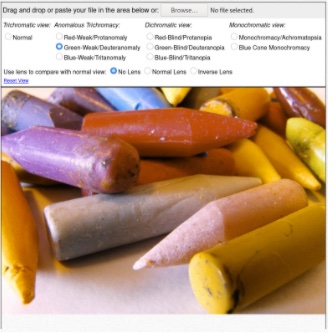 Drag and drop or paste your file in the area below or: Browse... No file selected.
Trichromatic view: Anomalous Trichromacy: Dichromatic view: Monochromatic view:
Normal Red-Weak/Protanomaly Red-Blind/Protanopia Monochromacy/Achromatopsia
Green-Weak/Deuteranomaly Green-Blind/Deuteranopia Blue Cone Monochromacy
Blue-Weak/Tritanomaly Blue-Blind/Tritanopia
Use lens to compare with normal view: No Lens Normal Lens Inverse Lens
Reset View